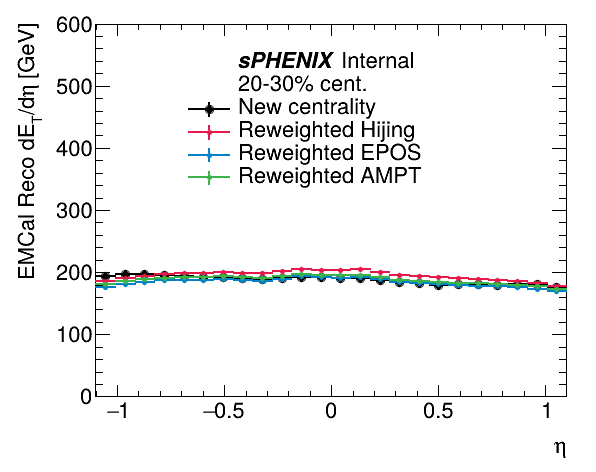 EMCal Reco dE_T/dη [GeV]
600
500
400
300
200
100
0
sPHENIX Internal
20-30% cent.
New centrality
Reweighted Hijing
Reweighted EPOS
Reweighted AMPT
−1
−0.5
0
0.5
1
η